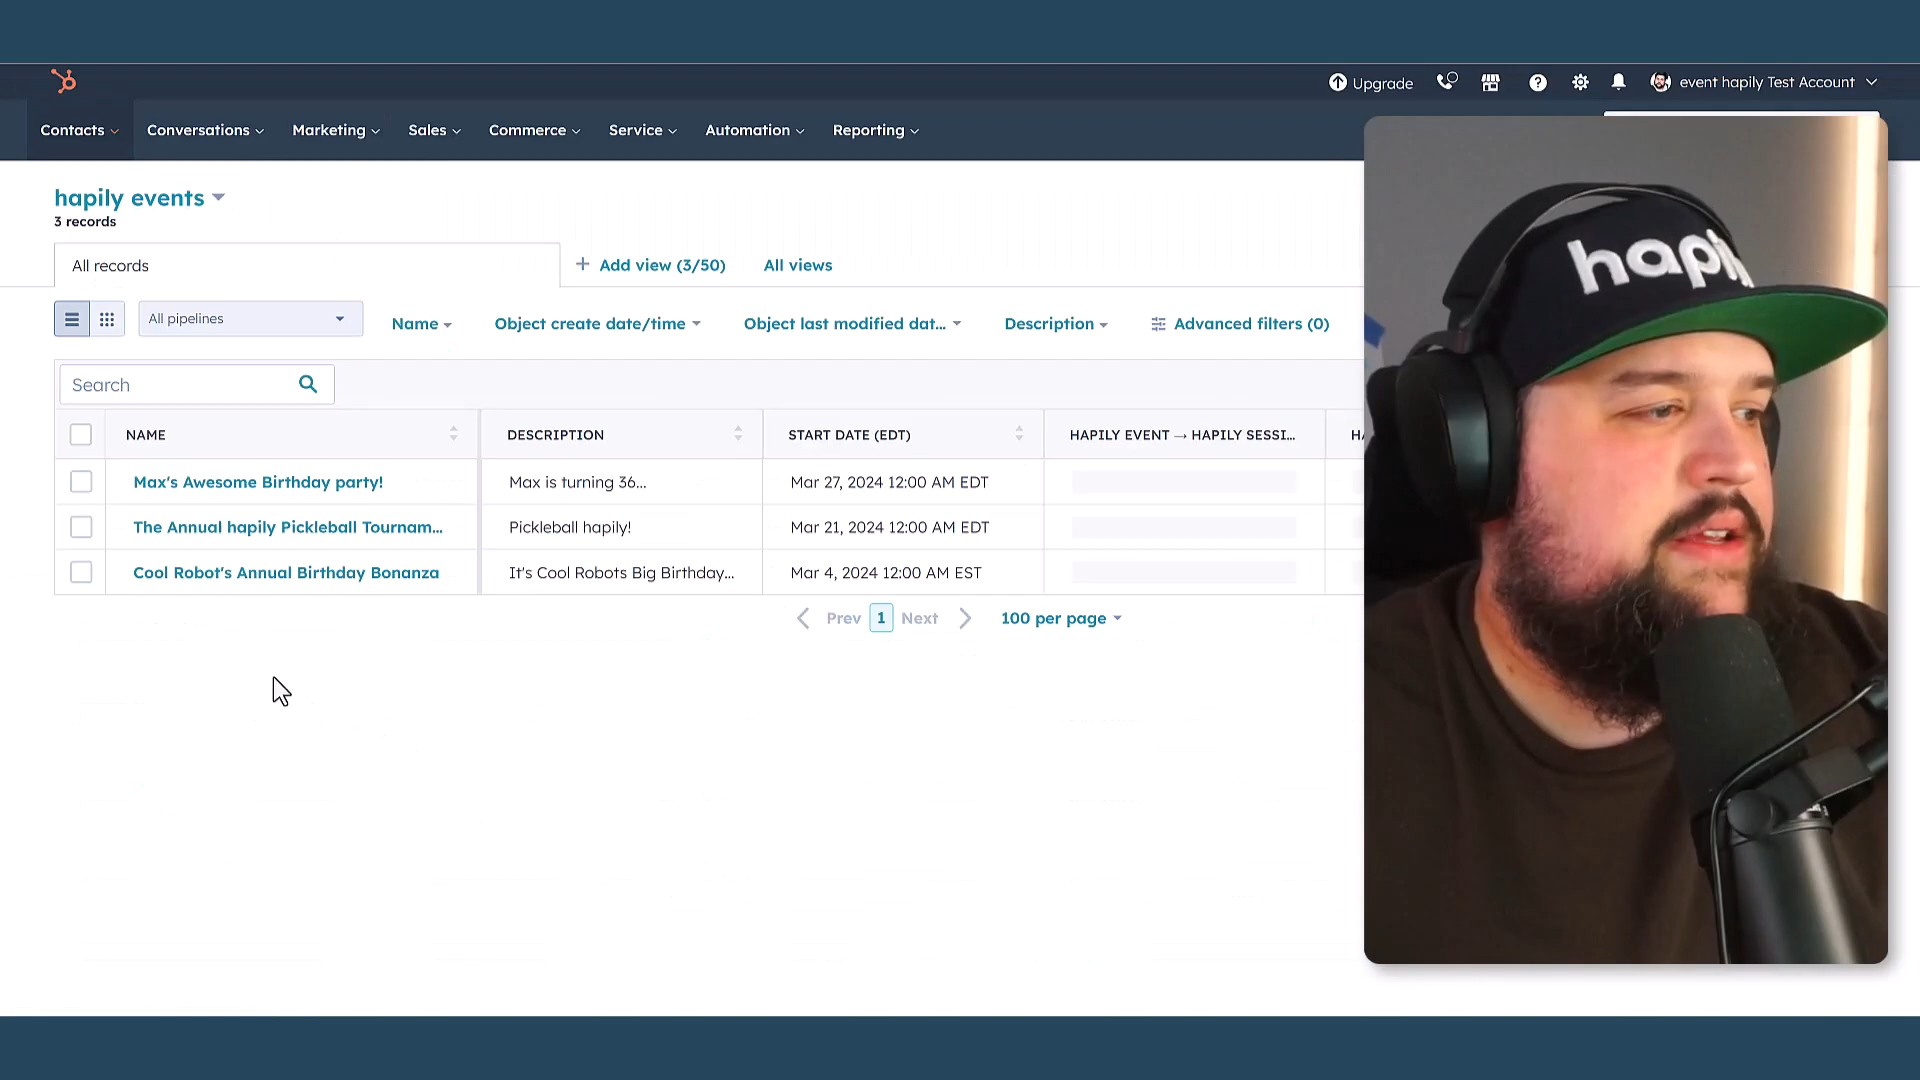 Upgrade
event hapily Test Account
Contacts
Conversations
Marketing
Sales
Commerce
Service
Automation
Reporting
hapily events
3 records
All records
+ Add view (3/50)
All views
All pipelines
Name
Object create date/time
Object last modified dat...
Description
Advanced filters (0)
Search
NAME
DESCRIPTION
START DATE (EDT)
HAPILY EVENT → HAPILY SESSI...
Max's Awesome Birthday party!
Max is turning 36...
Mar 27, 2024 12:00 AM EDT
The Annual hapily Pickleball Tournam...
Pickleball hapily!
Mar 21, 2024 12:00 AM EDT
Cool Robot's Annual Birthday Bonanza
It's Cool Robots Big Birthday...
Mar 4, 2024 12:00 AM EST
Prev
1
Next
100 per page
hapily